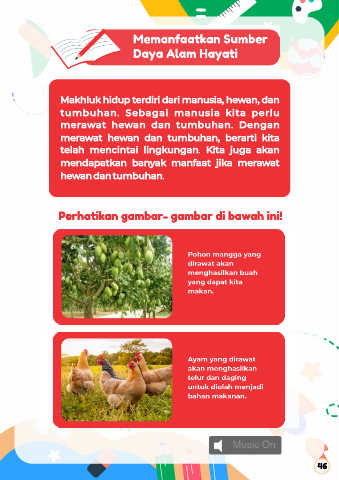 Memanfaatkan Sumber
Daya Alam Hayati
Makhluk hidup terdiri dari manusia, hewan, dan
tumbuhan. Sebagai manusia kita perlu
merawat hewan dan tumbuhan. Dengan
merawat hewan dan tumbuhan, berarti kita
telah mencintai lingkungan. Kita juga akan
mendapatkan banyak manfaat jika merawat
hewan dan tumbuhan.
Perhatikan gambar- gambar di bawah ini!
Pohon mangga yang
dirawat akan
menghasilkan buah
yang dapat kita
makan.
Ayam yang dirawat
akan menghasilkan
telur dan daging
untuk diolah menjadi
bahan makanan.
Music On
46